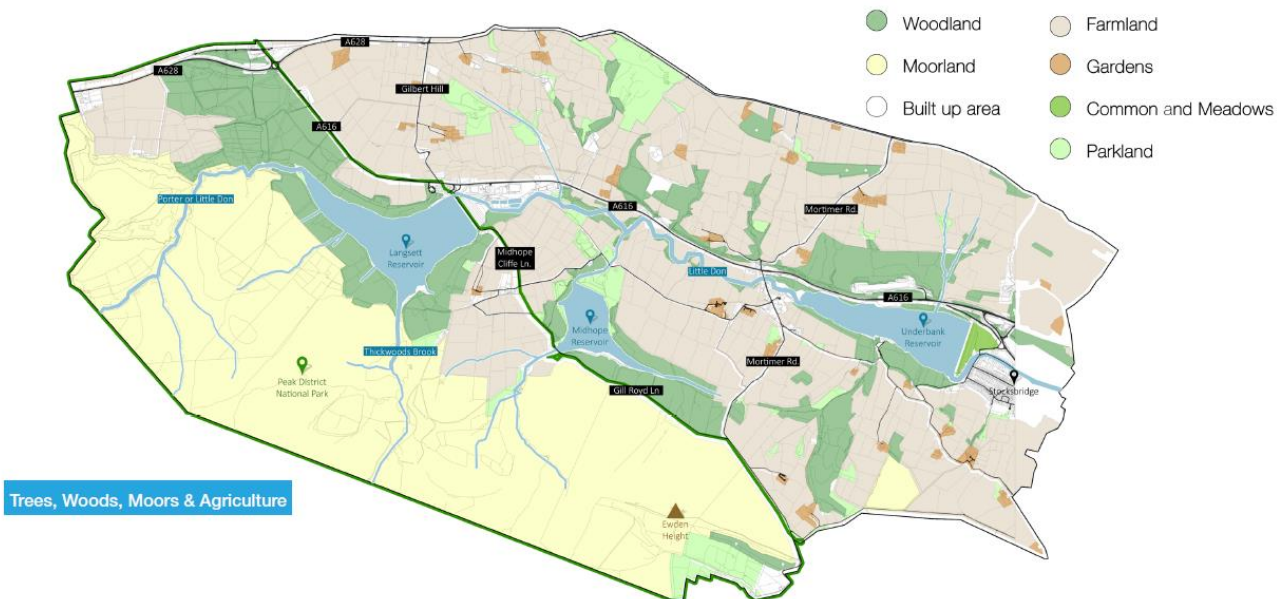 Woodland
Farmland
Moorland
Gardens
Built up area
Common and Meadows
Parkland
A628
A628
Gilbert Hill
A616
Porter or Little Don
Langsett
Reservoir
Midhope
Cliffe Ln.
A616
Mortimer Rd.
Little Don
A616
Midhope
Reservoir
Underbank
Reservoir
Thickwoods Brook
Mortimer Rd.
Peak District
National Park
Gill Royd Ln
Stocksbridge
Trees, Woods, Moors & Agriculture
Ewden
Height